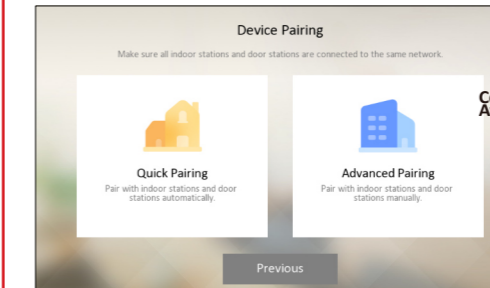 Device Pairing
Make sure all indoor stations and door stations are connected to the same network.
Quick Pairing
Pair with indoor stations and door
stations automatically.
Advanced Pairing
Pair with indoor stations and door
stations manually.
Previous